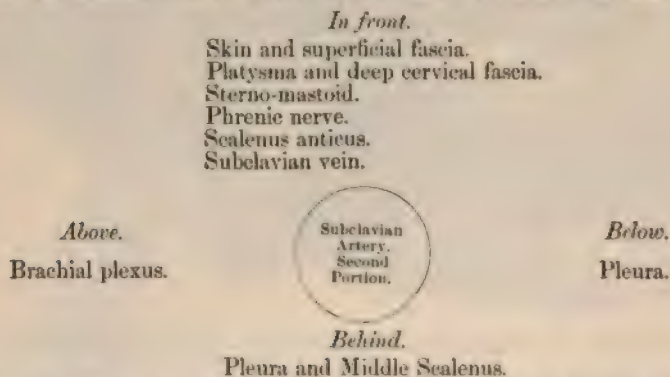 In front.
Skin and superficial fascia.
Platysma and deep cervical fascia.
Sterno-mastoid.
Phrenic nerve.
Scalenus anticus.
Subclavian vein.
Above.
Brachial plexus.
Subclavian
Artery.
Second
Portion.
Below.
Pleura.
Behind.
Pleura and Middle Scalenus.